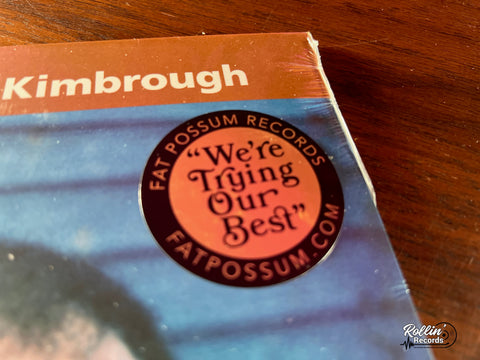 Kimbrough
FAT POSSUM RECORDS
"We're
Trying
Our
Best"
FATPOSSUM.COM
Rollin'
Records